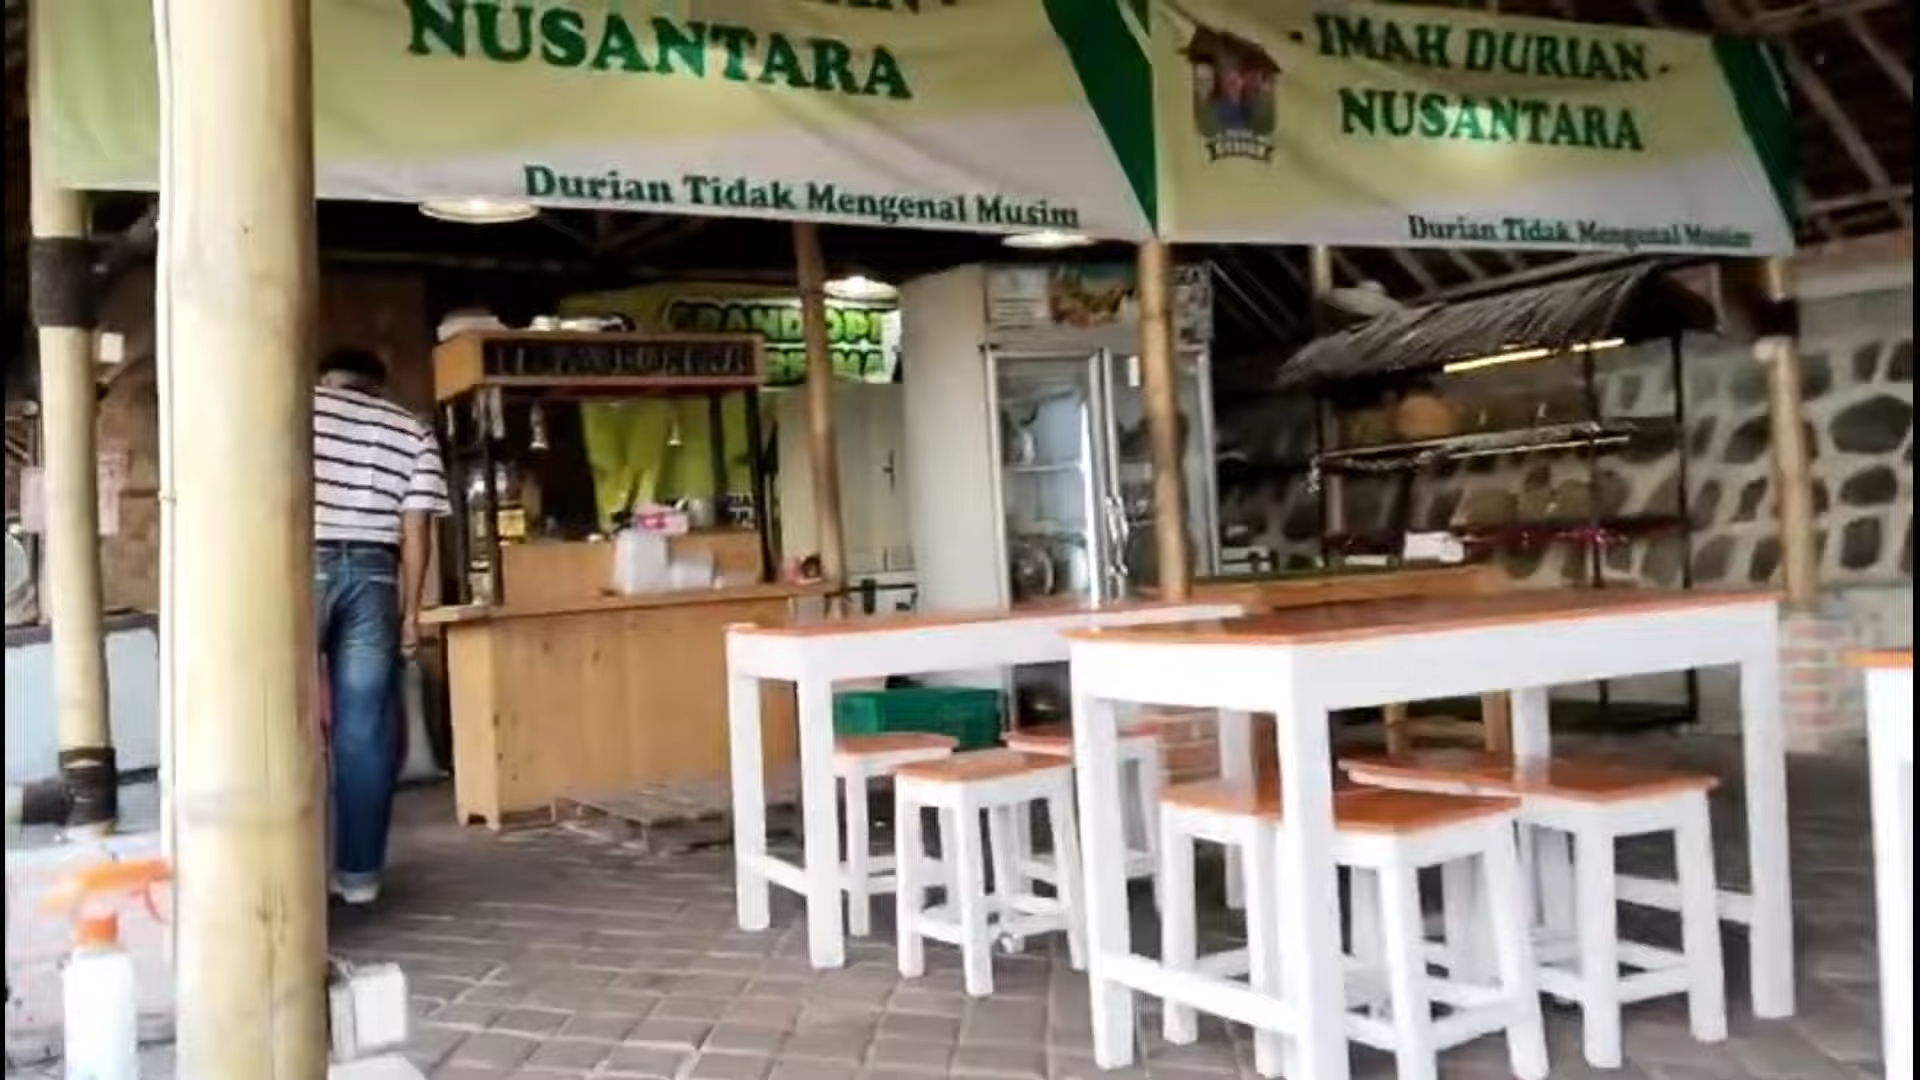 NUSANTARA
Durian Tidak Mengenal Musim
- IMAH DURIAN -
NUSANTARA
Durian Tidak Mengenal Musim